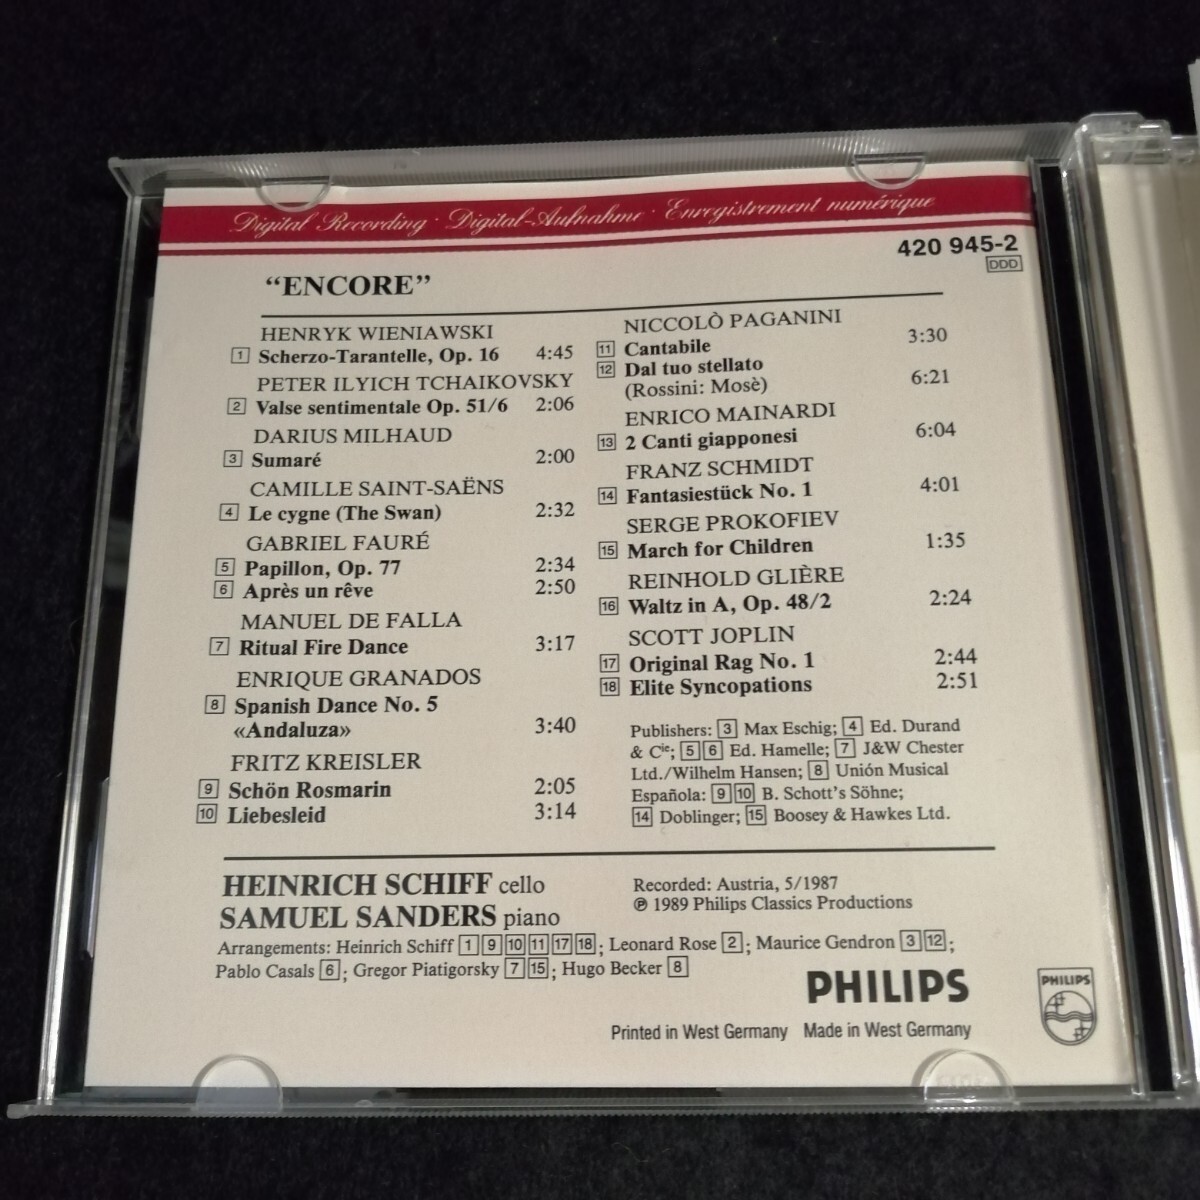 Digital Recording · Digital-Aufnahme · Enregistrement numérique
420 945-2
DDD
“ENCORE”
HENRYK WIENIAWSKI
1 Scherzo-Tarantelle, Op. 16 4:45
PETER ILYICH TCHAIKOVSKY
2 Valse sentimentale Op. 51/6 2:06
DARIUS MILHAUD
3 Sumaré 2:00
CAMILLE SAINT-SAËNS
4 Le cygne (The Swan) 2:32
GABRIEL FAURÉ
5 Papillon, Op. 77 2:34
6 Après un rêve 2:50
MANUEL DE FALLA
7 Ritual Fire Dance 3:17
ENRIQUE GRANADOS
8 Spanish Dance No. 5
«Andaluza» 3:40
FRITZ KREISLER
9 Schön Rosmarin 2:05
10 Liebesleid 3:14
NICCOLÒ PAGANINI
11 Cantabile 3:30
12 Dal tuo stellato
(Rossini: Mosè) 6:21
ENRICO MAINARDI
13 2 Canti giapponesi 6:04
FRANZ SCHMIDT
14 Fantasiestück No. 1 4:01
SERGE PROKOFIEV
15 March for Children 1:35
REINHOLD GLIÈRE
16 Waltz in A, Op. 48/2 2:24
SCOTT JOPLIN
17 Original Rag No. 1 2:44
18 Elite Syncopations 2:51
Publishers: 3 Max Eschig; 4 Ed. Durand
& Cie; 5 6 Ed. Hamelle; 7 J&W Chester
Ltd./Wilhelm Hansen; 8 Unión Musical
Española: 9 10 B. Schott's Söhne;
14 Doblinger; 15 Boosey & Hawkes Ltd.
HEINRICH SCHIFF cello
SAMUEL SANDERS piano
Recorded: Austria, 5/1987
℗ 1989 Philips Classics Productions
Arrangements: Heinrich Schiff 1 9 10 11 17 18; Leonard Rose 2; Maurice Gendron 3 12;
Pablo Casals 6; Gregor Piatigorsky 7 15; Hugo Becker 8
PHILIPS
PHILIPS
Printed in West Germany Made in West Germany